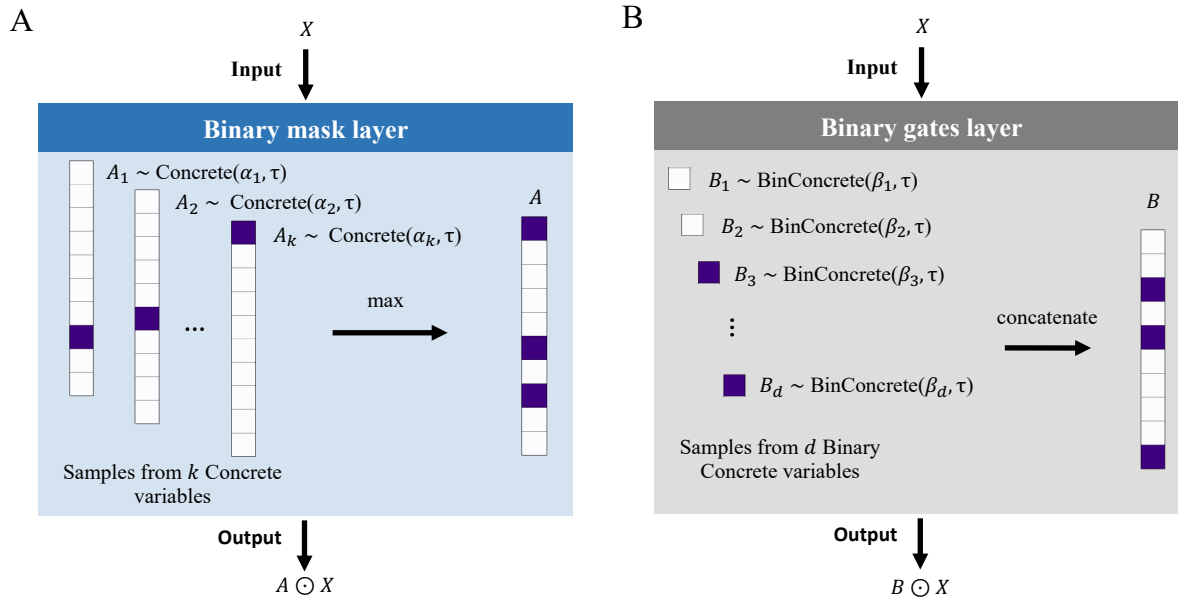 A
X
Input
Binary mask layer
A₁ ~ Concrete(α₁, τ)
A₂ ~ Concrete(α₂, τ)
Aₖ ~ Concrete(αₖ, τ)
...
max
A
Samples from k Concrete
variables
Output
A ⊙ X
B
X
Input
Binary gates layer
B₁ ~ BinConcrete(β₁, τ)
B₂ ~ BinConcrete(β₂, τ)
B₃ ~ BinConcrete(β₃, τ)
⋮
B_d ~ BinConcrete(β_d, τ)
concatenate
B
Samples from d Binary
Concrete variables
Output
B ⊙ X